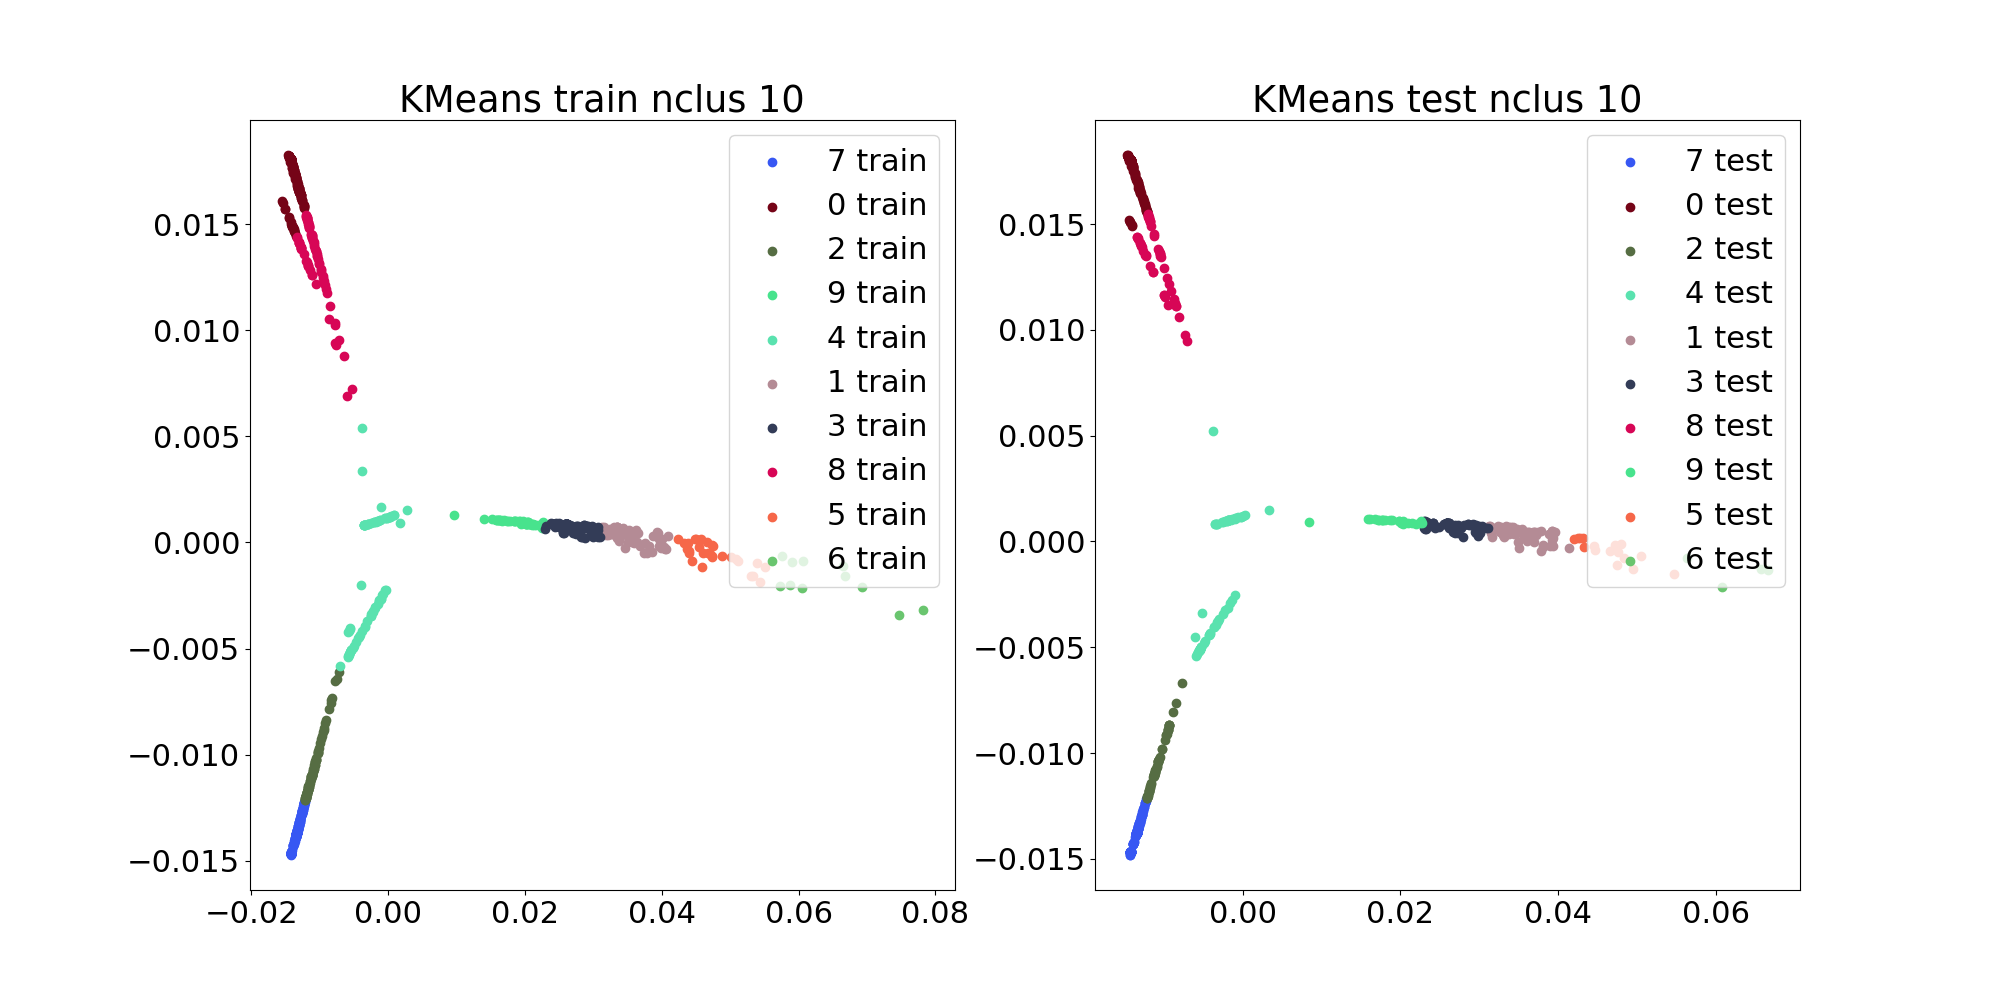 KMeans train nclus 10
0.015
0.010
0.005
0.000
−0.005
−0.010
−0.015
−0.02 0.00 0.02 0.04 0.06 0.08
7 train
0 train
2 train
9 train
4 train
1 train
3 train
8 train
5 train
6 train
KMeans test nclus 10
0.015
0.010
0.005
0.000
−0.005
−0.010
−0.015
0.00 0.02 0.04 0.06
7 test
0 test
2 test
4 test
1 test
3 test
8 test
9 test
5 test
6 test